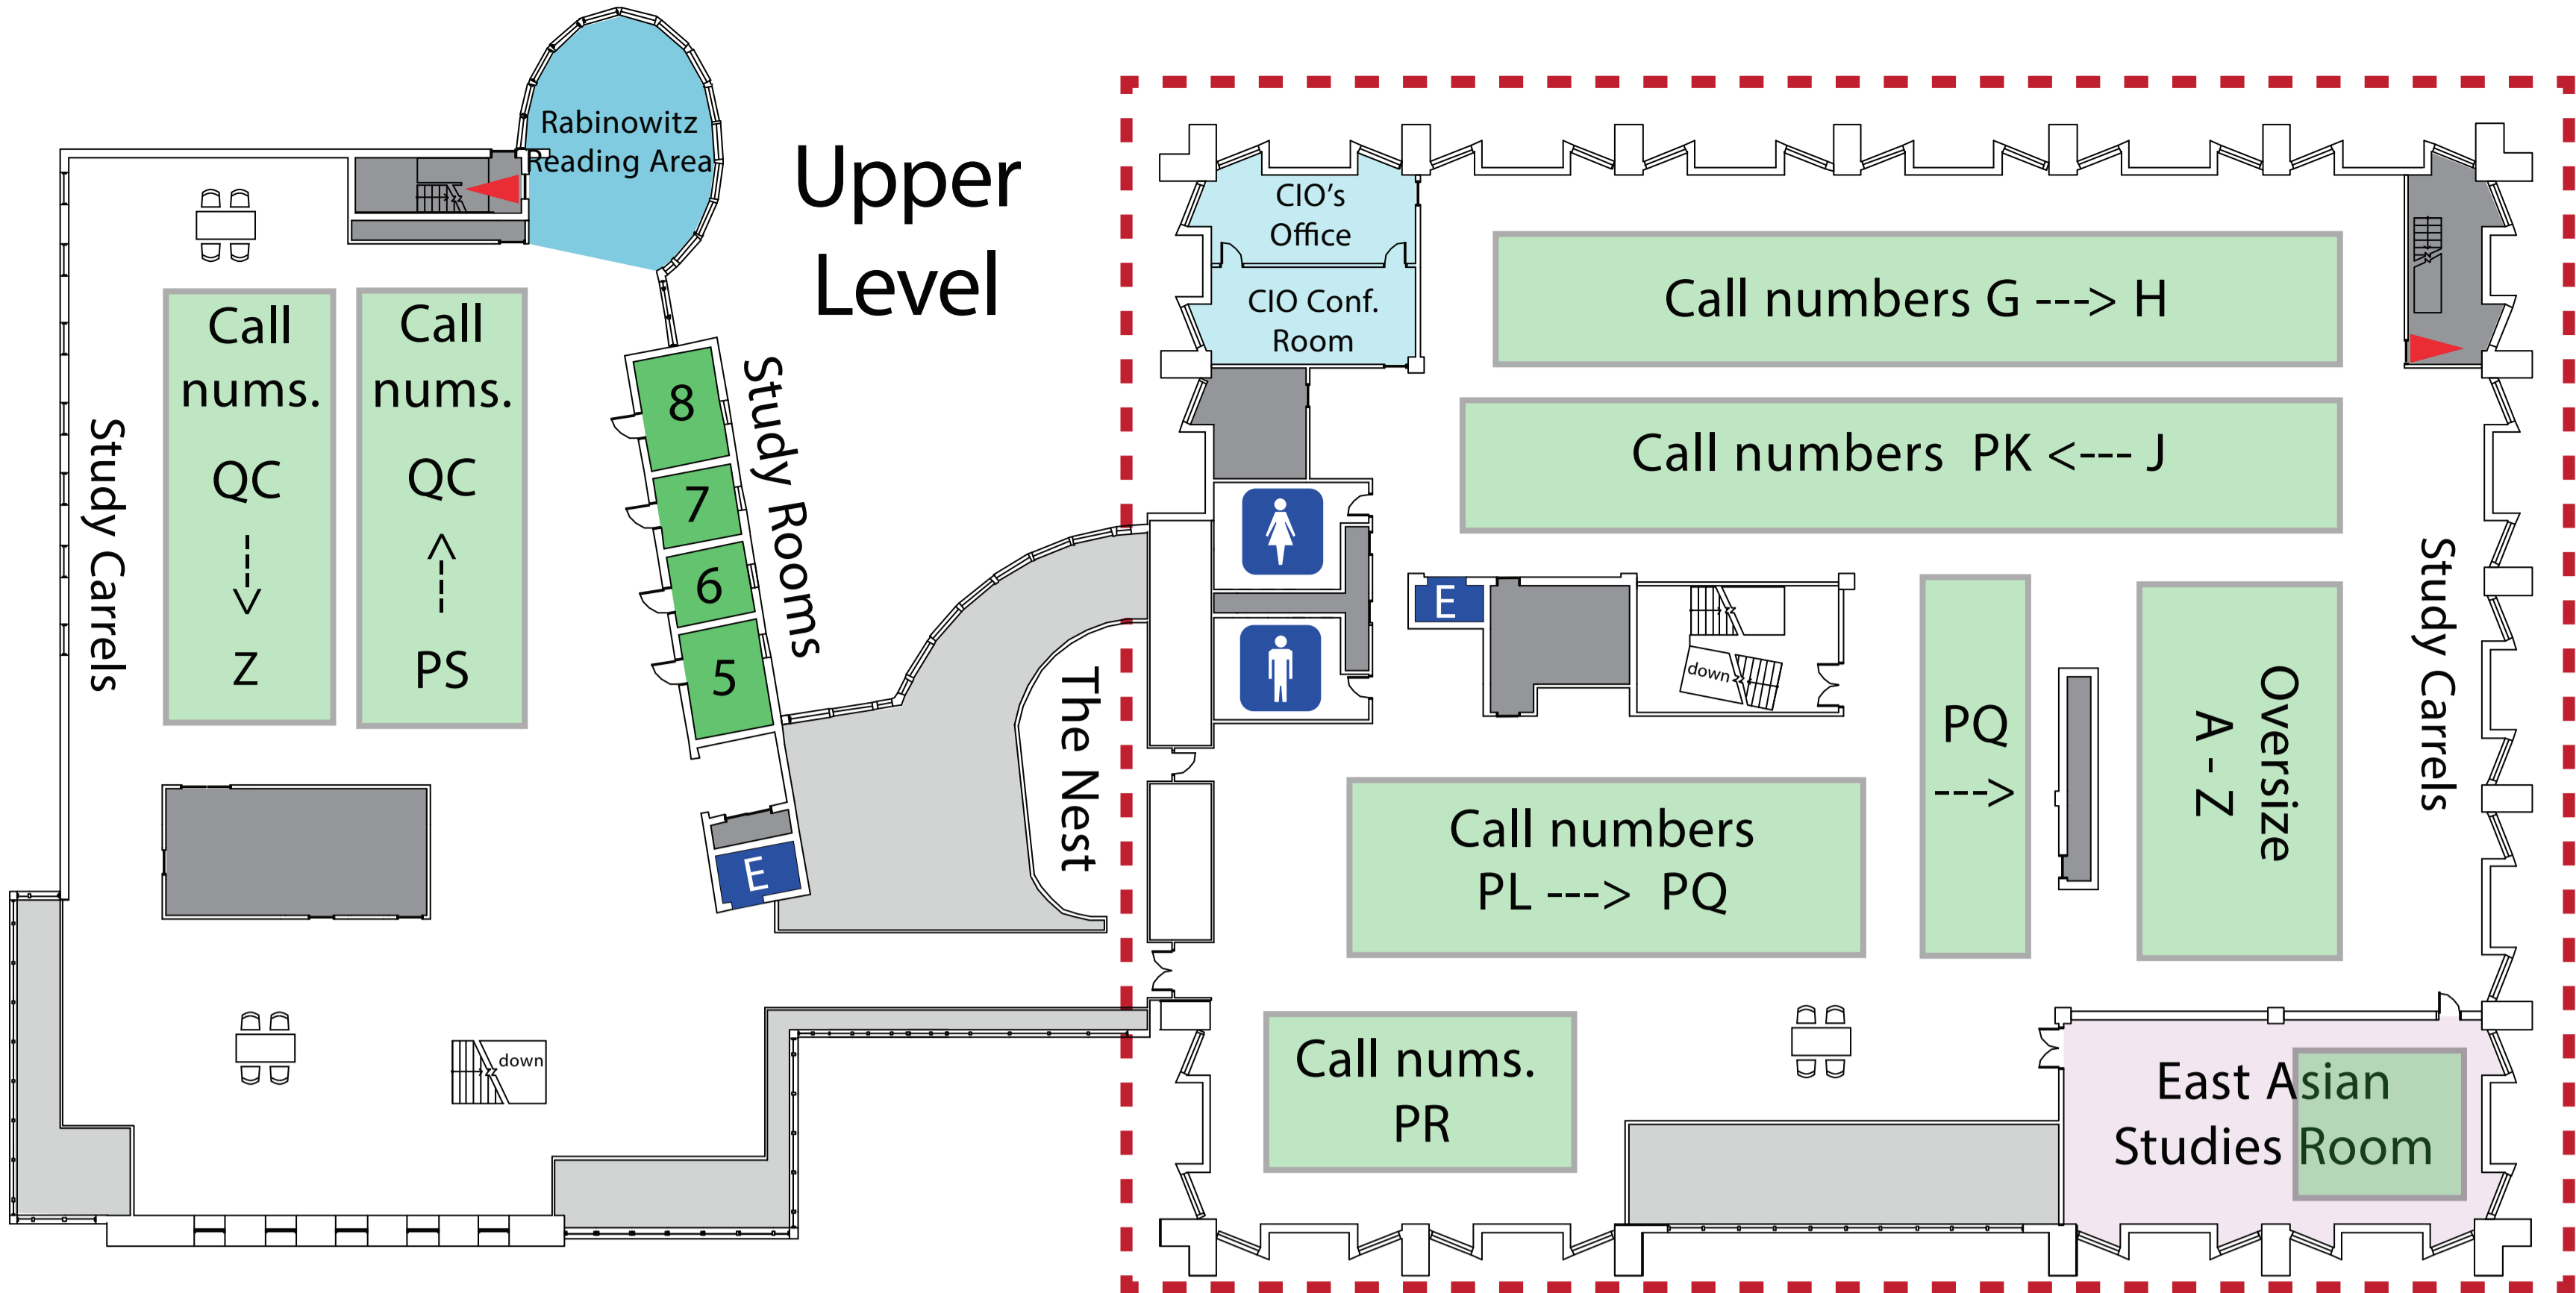 Upper
Level
Rabinowitz
Reading Area
Study Carrels
Call
nums.
QC
--->
Z
Call
nums.
QC
<---
PS
8
7
6
5
Study Rooms
E
The Nest
down
CIO's
Office
CIO Conf.
Room
Call numbers G ---> H
Call numbers PK <--- J
E
down
PQ
--->
Oversize
A - Z
Study Carrels
Call numbers
PL ---> PQ
Call nums.
PR
East Asian
Studies Room